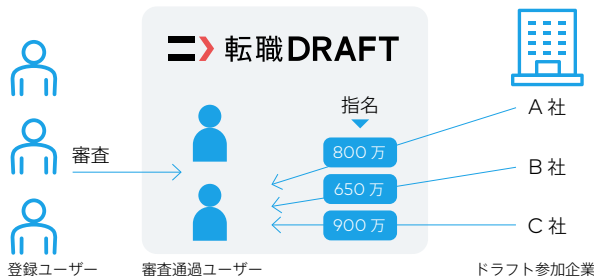 転職DRAFT
指名
800 万
650 万
900 万
A 社
B 社
C 社
審査
登録ユーザー
審査通過ユーザー
ドラフト参加企業